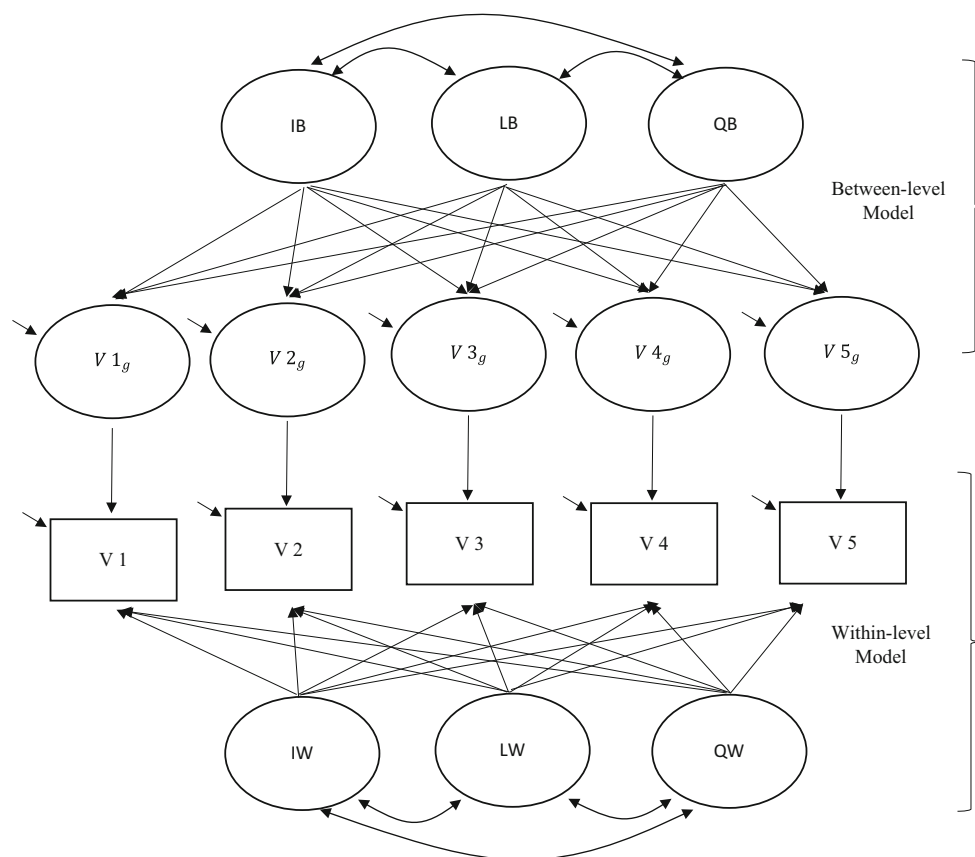 IB
LB
QB
Between-level
Model
V 1g
V 2g
V 3g
V 4g
V 5g
V 1
V 2
V 3
V 4
V 5
Within-level
Model
IW
LW
QW